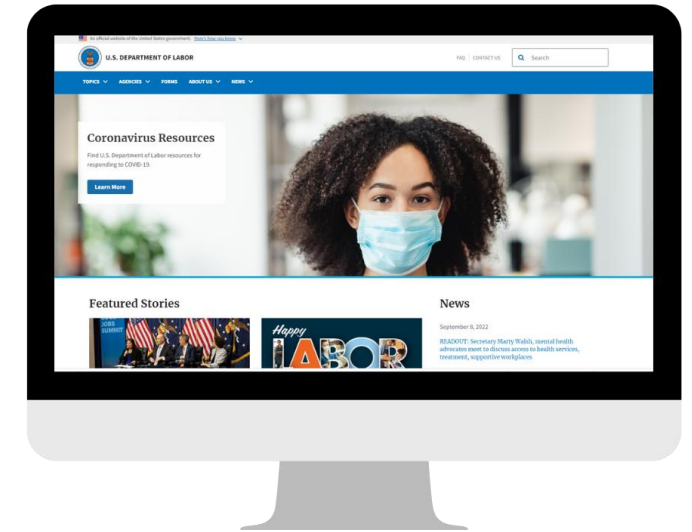 An official website of the United States government. Here's how you know
U.S. DEPARTMENT OF LABOR
FAQ
CONTACT US
Search
TOPICS
AGENCIES
FORMS
ABOUT US
NEWS
Coronavirus Resources
Find U.S. Department of Labor resources for
responding to COVID-19.
Learn More
Featured Stories
News
JOBS
SUMMIT
Happy
LABOR
September 8, 2022
READOUT: Secretary Marty Walsh, mental health
advocates meet to discuss access to health services,
treatment, supportive workplaces